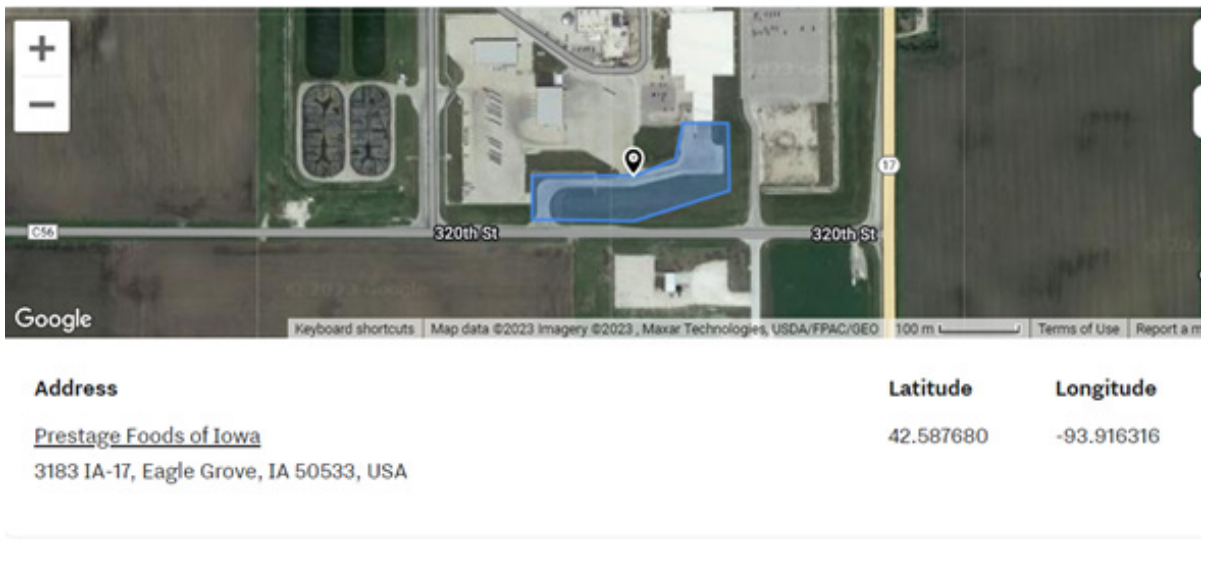 +
−
17
C56
320th St
320th St
Google
Keyboard shortcuts
Map data ©2023 Imagery ©2023 , Maxar Technologies, USDA/FPAC/GEO
100 m
Terms of Use
Report a m
Address
Latitude
Longitude
Prestage Foods of Iowa
42.587680
-93.916316
3183 IA-17, Eagle Grove, IA 50533, USA